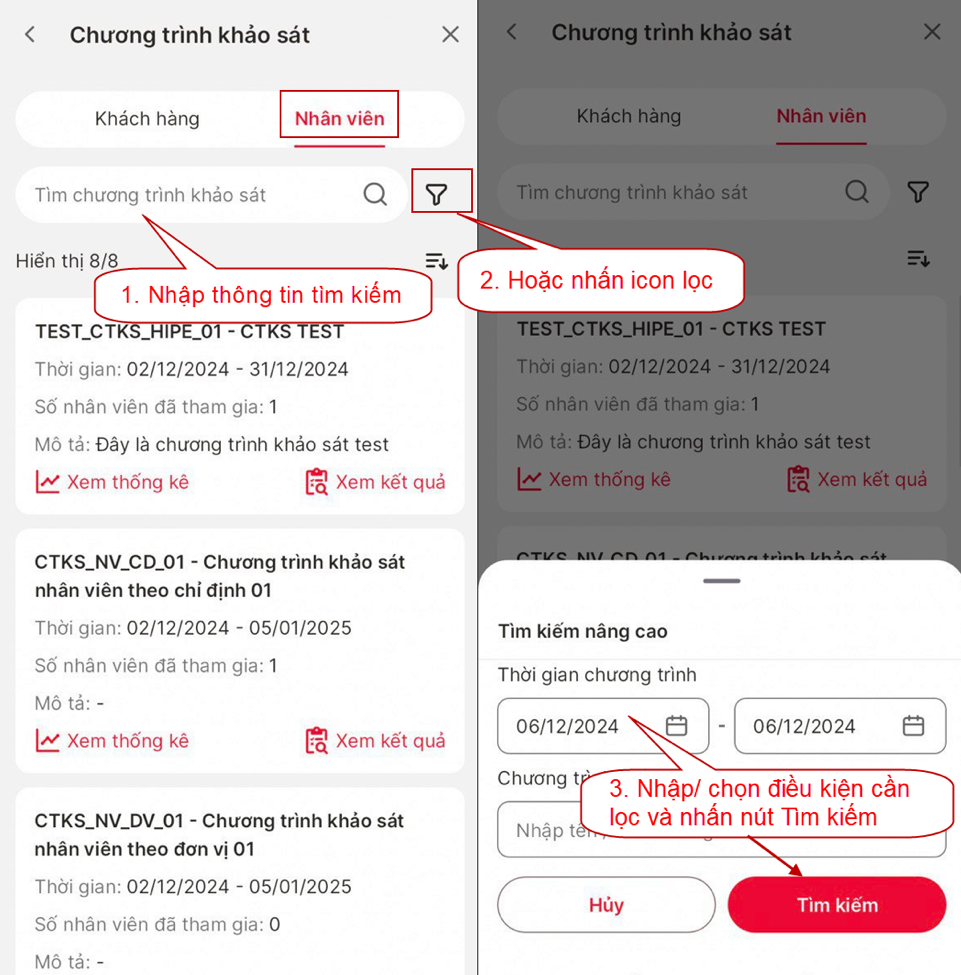 Chương trình khảo sát
Khách hàng
Nhân viên
Tìm chương trình khảo sát
Hiển thị 8/8
1. Nhập thông tin tìm kiếm
TEST_CTKS_HIPE_01 - CTKS TEST
Thời gian: 02/12/2024 - 31/12/2024
Số nhân viên đã tham gia: 1
Mô tả: Đây là chương trình khảo sát test
Xem thống kê
Xem kết quả
CTKS_NV_CD_01 - Chương trình khảo sát
nhân viên theo chỉ định 01
Thời gian: 02/12/2024 - 05/01/2025
Số nhân viên đã tham gia: 1
Mô tả: -
Xem thống kê
Xem kết quả
CTKS_NV_DV_01 - Chương trình khảo sát
nhân viên theo đơn vị 01
Thời gian: 02/12/2024 - 05/01/2025
Số nhân viên đã tham gia: 0
Mô tả: -
Chương trình khảo sát
Khách hàng
Nhân viên
Tìm chương trình khảo sát
2. Hoặc nhấn icon lọc
TEST_CTKS_HIPE_01 - CTKS TEST
Thời gian: 02/12/2024 - 31/12/2024
Số nhân viên đã tham gia: 1
Mô tả: Đây là chương trình khảo sát test
Xem thống kê
Xem kết quả
CTKS_NV_CD_01 - Chương trình khảo sát
Tìm kiếm nâng cao
Thời gian chương trình
06/12/2024 - 06/12/2024
Chương
3. Nhập/ chọn điều kiện cần
lọc và nhấn nút Tìm kiếm
Nhập
Hủy
Tìm kiếm